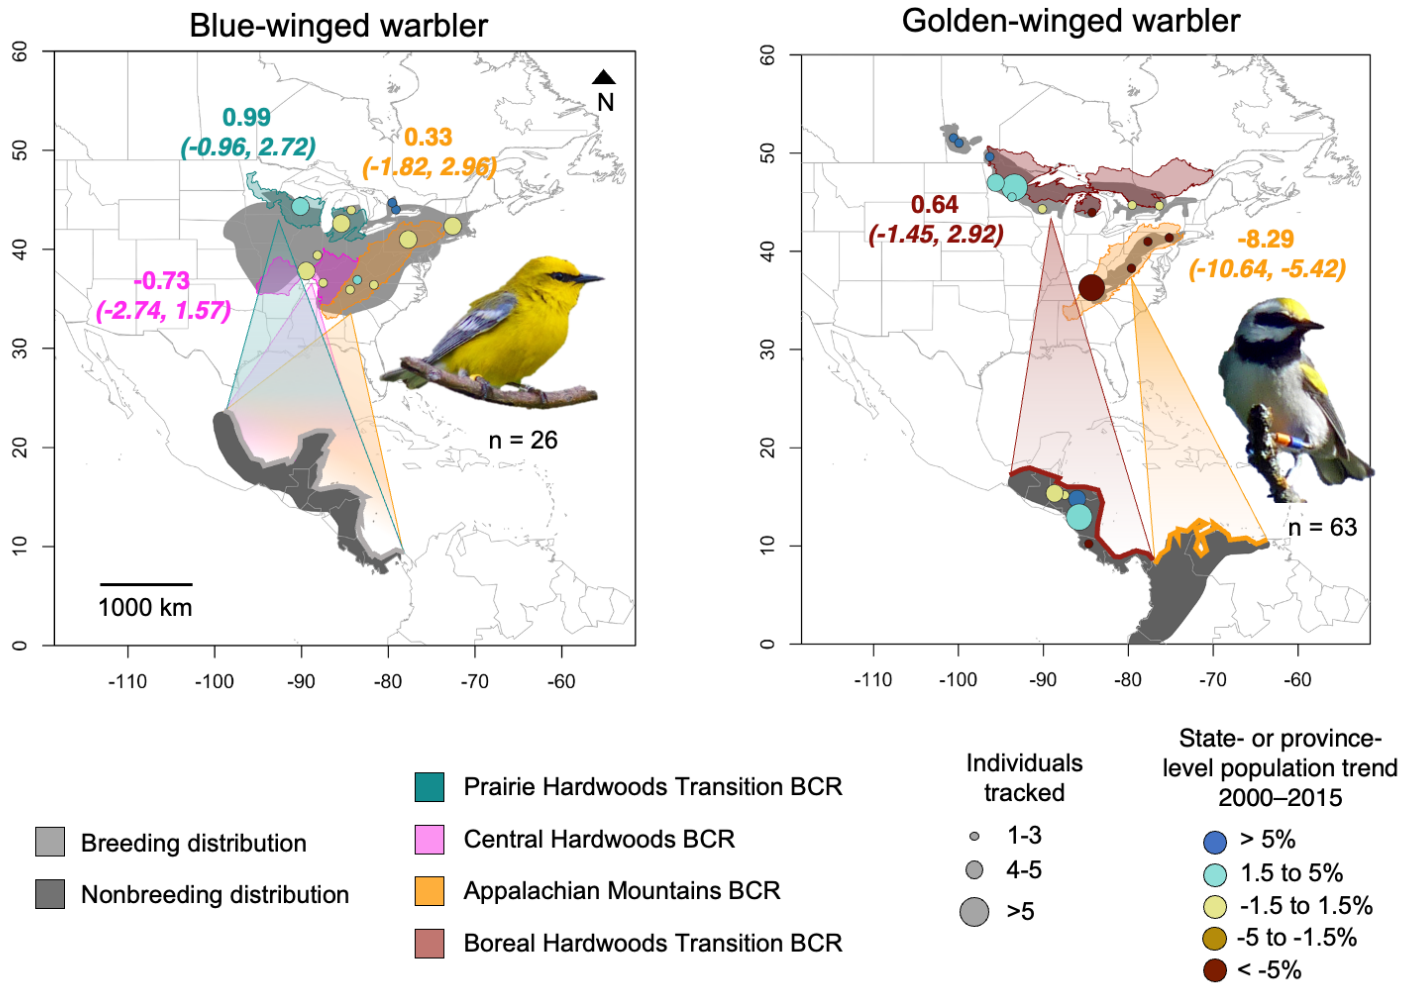 Blue-winged warbler
Golden-winged warbler
60
50
40
30
20
10
0
-110
-100
-90
-80
-70
-60
N
0.99
(-0.96, 2.72)
0.33
(-1.82, 2.96)
-0.73
(-2.74, 1.57)
n = 26
1000 km
60
50
40
30
20
10
0
-110
-100
-90
-80
-70
-60
0.64
(-1.45, 2.92)
-8.29
(-10.64, -5.42)
n = 63
Breeding distribution
Nonbreeding distribution
Prairie Hardwoods Transition BCR
Central Hardwoods BCR
Appalachian Mountains BCR
Boreal Hardwoods Transition BCR
Individuals
tracked
1-3
4-5
>5
State- or province-
level population trend
2000–2015
> 5%
1.5 to 5%
-1.5 to 1.5%
-5 to -1.5%
< -5%